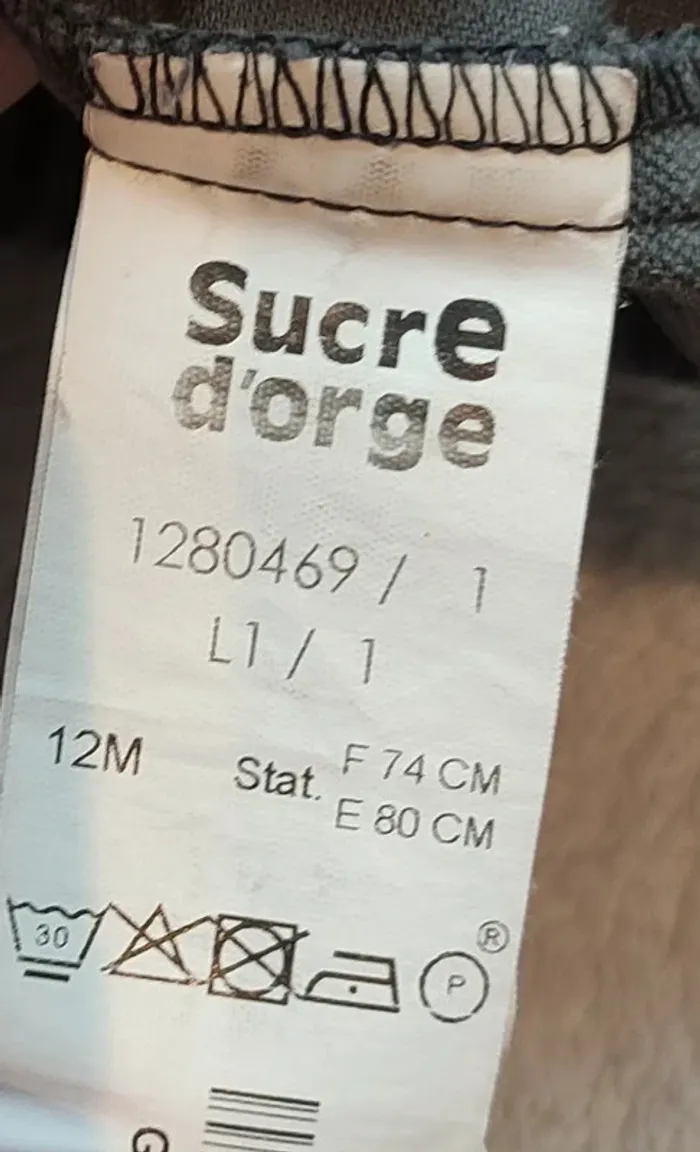 Sucre
d'orge
1280469 / 1
L1 / 1
12M Stat. F 74 CM
E 80 CM
30 P ®
G